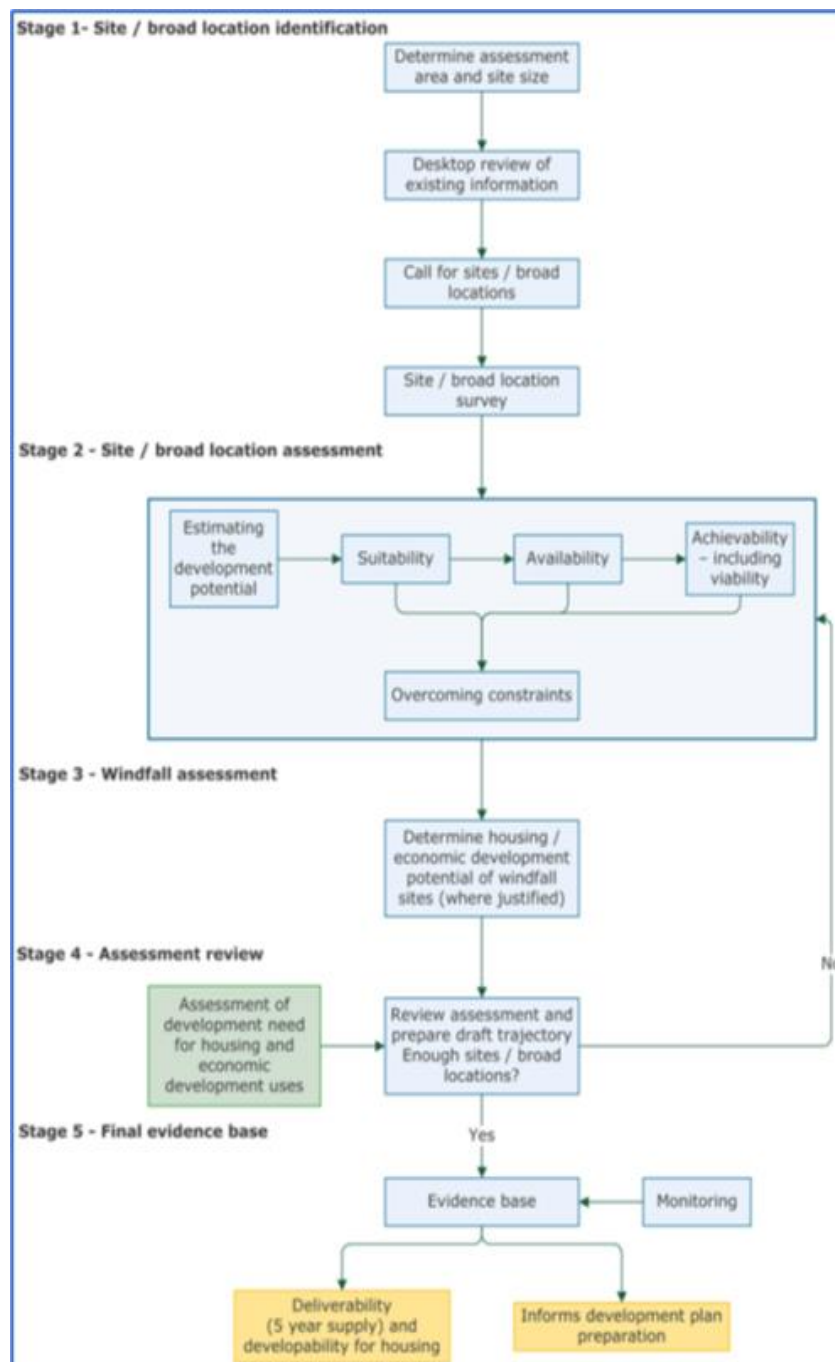 Stage 1- Site / broad location identification
Determine assessment
area and site size
Desktop review of
existing information
Call for sites / broad
locations
Site / broad location
survey
Stage 2 - Site / broad location assessment
Estimating
the
development
potential
Suitability
Availability
Achievability
– including
viability
Overcoming constraints
Stage 3 - Windfall assessment
Determine housing /
economic development
potential of windfall
sites (where justified)
Stage 4 - Assessment review
Assessment of
development need
for housing and
economic
development uses
Review assessment and
prepare draft trajectory
Enough sites / broad
locations?
Stage 5 - Final evidence base
Yes
Evidence base
Monitoring
Deliverability
(5 year supply) and
developability for housing
Informs development plan
preparation